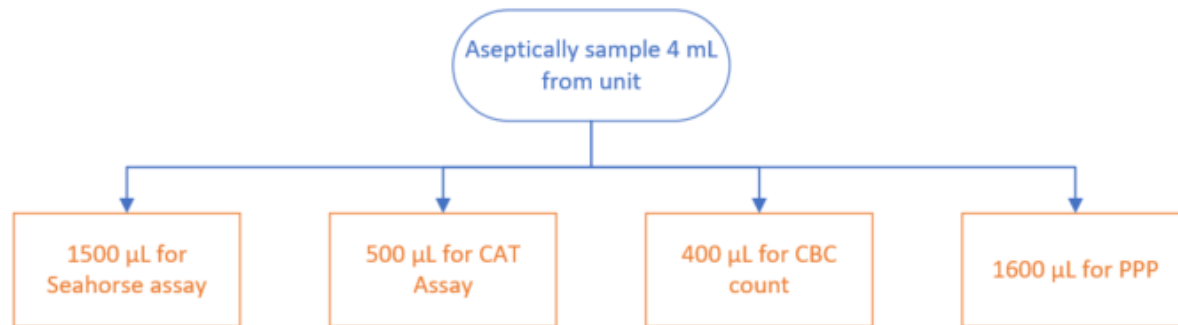 Aseptically sample 4 mL
from unit
1500 µL for
Seahorse assay
500 µL for CAT
Assay
400 µL for CBC
count
1600 µL for PPP